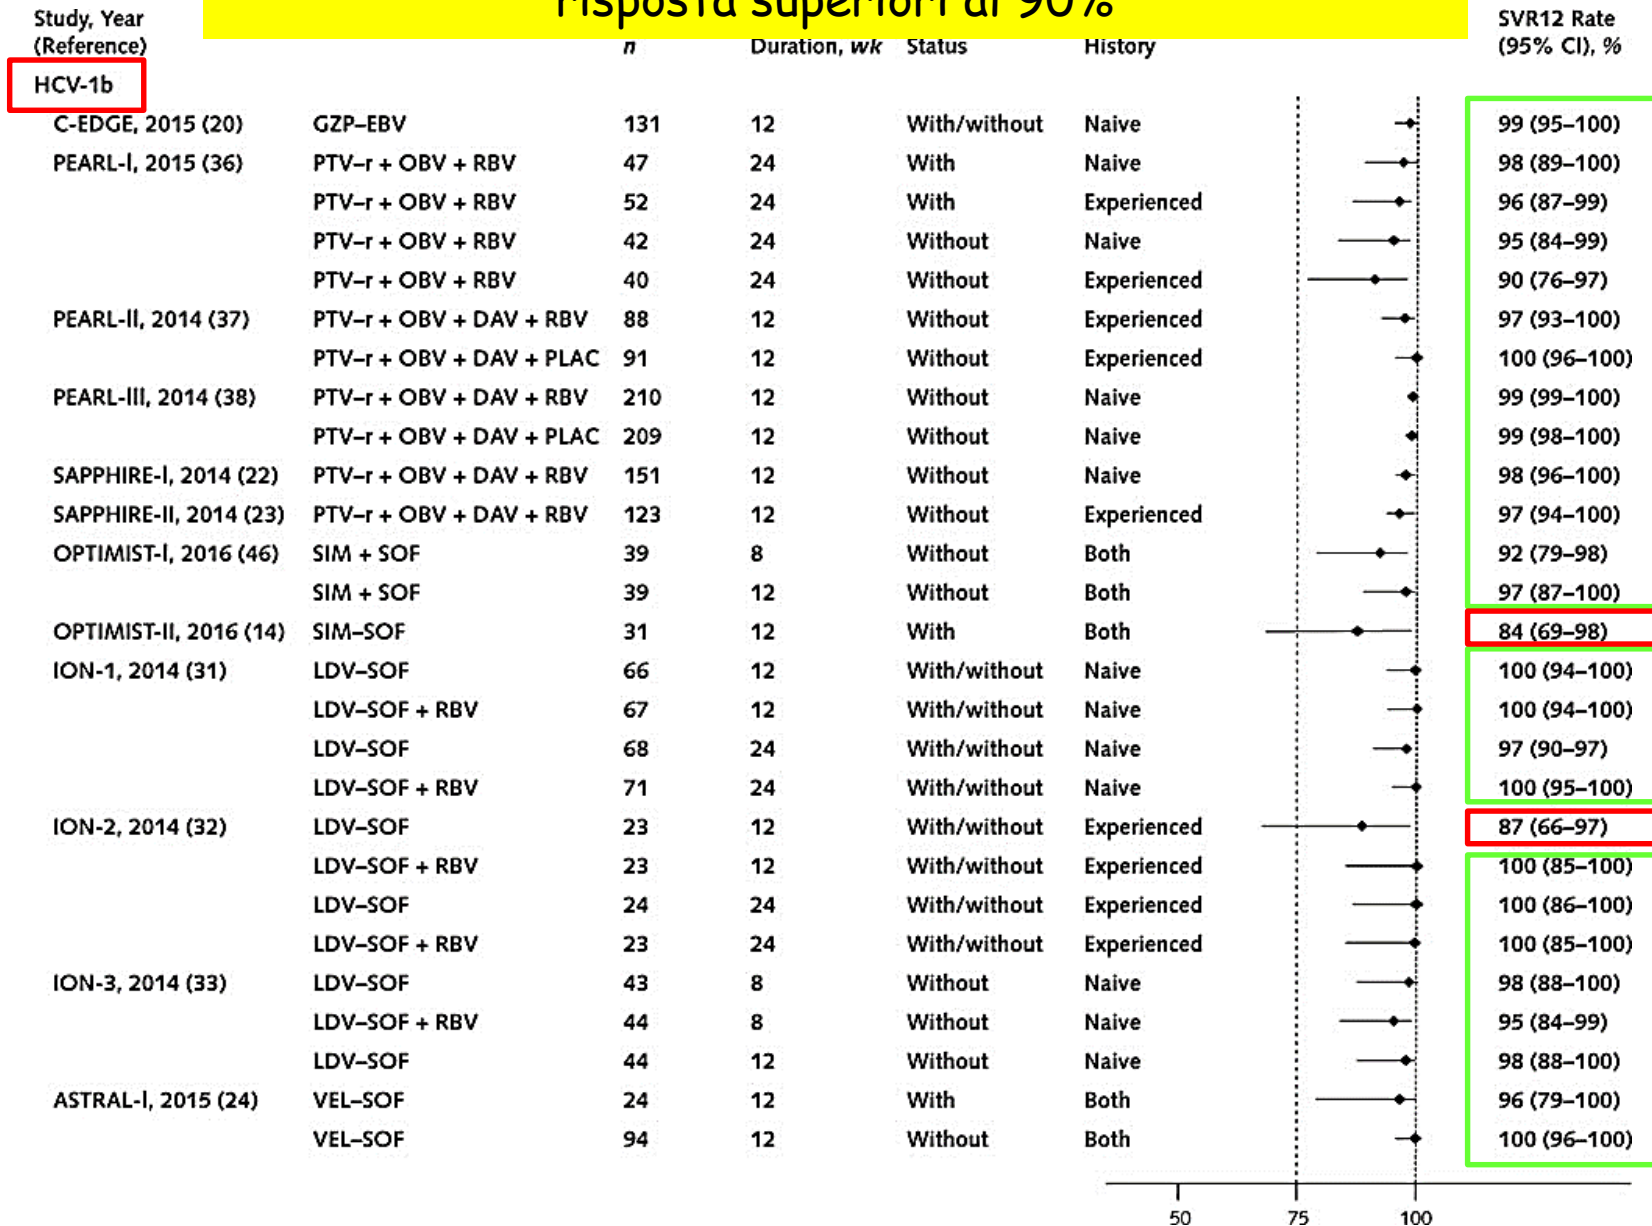 risposta superiori al 90%
Study, Year (Reference) n Duration, wk Status History SVR12 Rate (95% CI), %
HCV-1b
C-EDGE, 2015 (20) GZP–EBV 131 12 With/without Naive 99 (95–100)
PEARL-I, 2015 (36) PTV–r + OBV + RBV 47 24 With Naive 98 (89–100)
PTV–r + OBV + RBV 52 24 With Experienced 96 (87–99)
PTV–r + OBV + RBV 42 24 Without Naive 95 (84–99)
PTV–r + OBV + RBV 40 24 Without Experienced 90 (76–97)
PEARL-II, 2014 (37) PTV–r + OBV + DAV + RBV 88 12 Without Experienced 97 (93–100)
PTV–r + OBV + DAV + PLAC 91 12 Without Experienced 100 (96–100)
PEARL-III, 2014 (38) PTV–r + OBV + DAV + RBV 210 12 Without Naive 99 (99–100)
PTV–r + OBV + DAV + PLAC 209 12 Without Naive 99 (98–100)
SAPPHIRE-I, 2014 (22) PTV–r + OBV + DAV + RBV 151 12 Without Naive 98 (96–100)
SAPPHIRE-II, 2014 (23) PTV–r + OBV + DAV + RBV 123 12 Without Experienced 97 (94–100)
OPTIMIST-I, 2016 (46) SIM + SOF 39 8 Without Both 92 (79–98)
SIM + SOF 39 12 Without Both 97 (87–100)
OPTIMIST-II, 2016 (14) SIM–SOF 31 12 With Both 84 (69–98)
ION-1, 2014 (31) LDV–SOF 66 12 With/without Naive 100 (94–100)
LDV–SOF + RBV 67 12 With/without Naive 100 (94–100)
LDV–SOF 68 24 With/without Naive 97 (90–97)
LDV–SOF + RBV 71 24 With/without Naive 100 (95–100)
ION-2, 2014 (32) LDV–SOF 23 12 With/without Experienced 87 (66–97)
LDV–SOF + RBV 23 12 With/without Experienced 100 (85–100)
LDV–SOF 24 24 With/without Experienced 100 (86–100)
LDV–SOF + RBV 23 24 With/without Experienced 100 (85–100)
ION-3, 2014 (33) LDV–SOF 43 8 Without Naive 98 (88–100)
LDV–SOF + RBV 44 8 Without Naive 95 (84–99)
LDV–SOF 44 12 Without Naive 98 (88–100)
ASTRAL-I, 2015 (24) VEL–SOF 24 12 With Both 96 (79–100)
VEL–SOF 94 12 Without Both 100 (96–100)
50 75 100